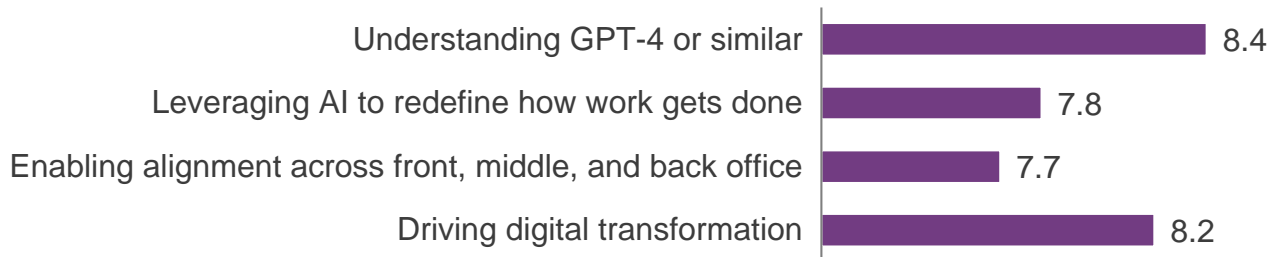 Understanding GPT-4 or similar 8.4
Leveraging AI to redefine how work gets done 7.8
Enabling alignment across front, middle, and back office 7.7
Driving digital transformation 8.2